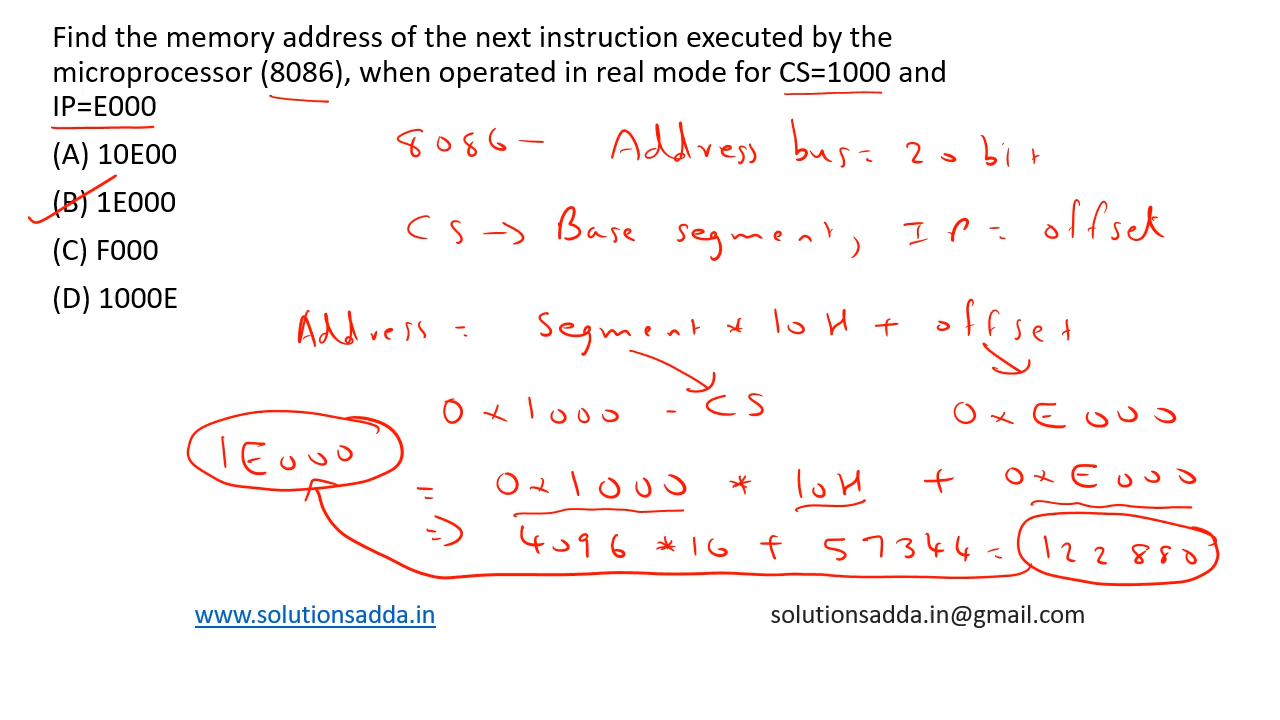 Find the memory address of the next instruction executed by the
microprocessor (8086), when operated in real mode for CS=1000 and
IP=E000
(A) 10E00
(B) 1E000
(C) F000
(D) 1000E
8086 - Address bus = 20 bit
CS → Base segment, IP = offset
Address = Segment * 10H + offset
0x1000 - CS 0xE000
1E000
= 0x1000 * 10H + 0xE000
⇒ 4096 * 16 + 57344 = 122880
www.solutionsadda.in solutionsadda.in@gmail.com